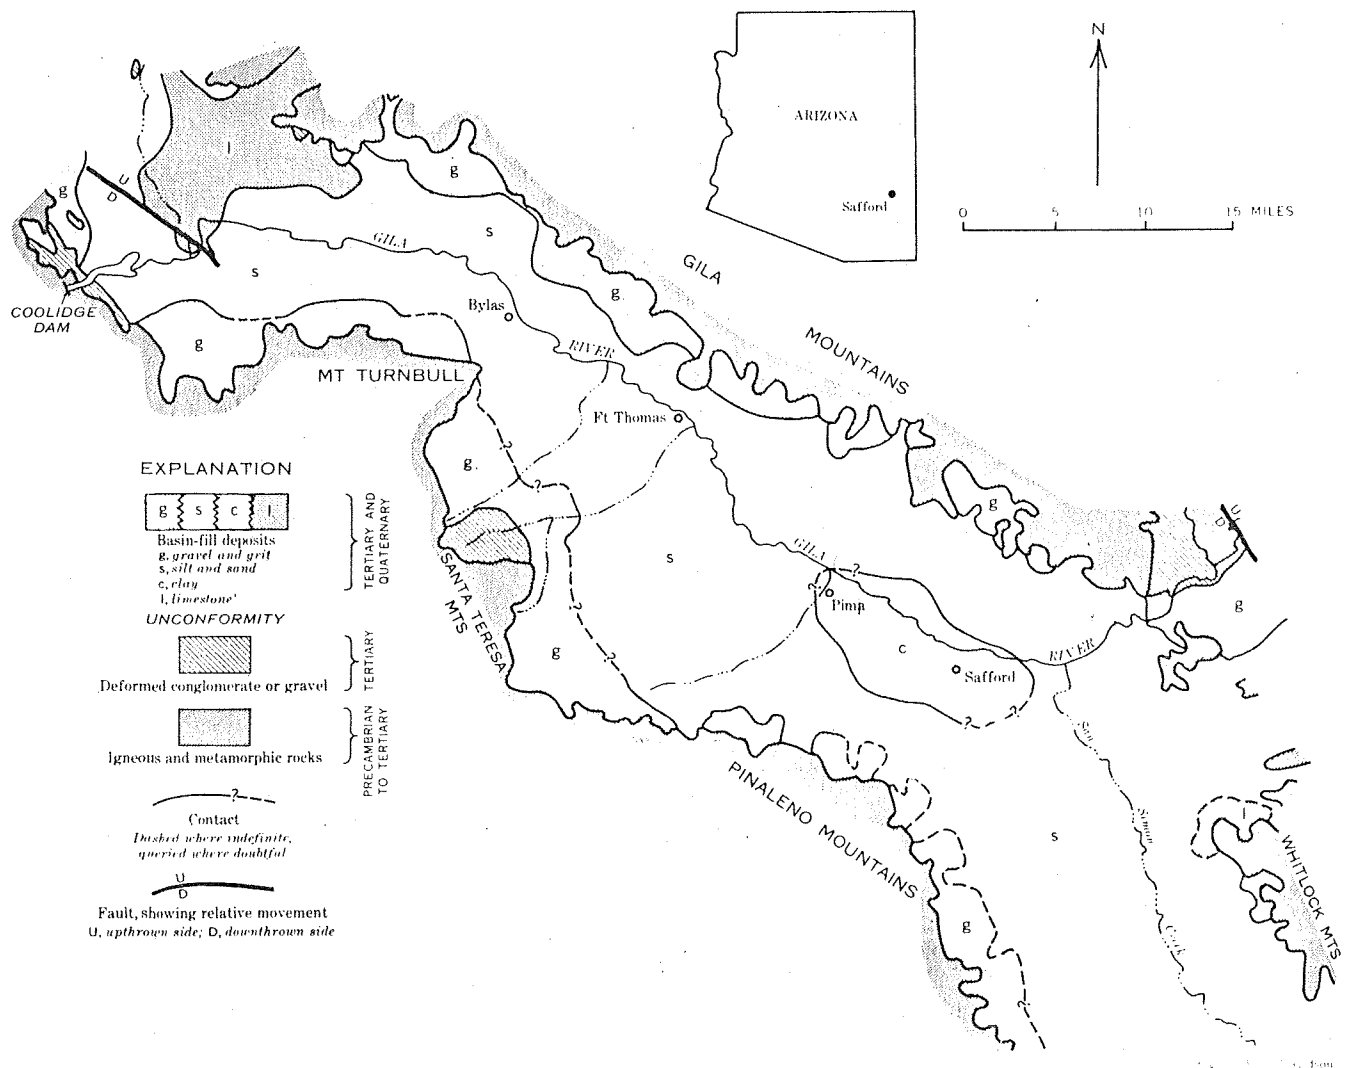 N
ARIZONA
Safford
0 5 10 15 MILES
Q
l
g
g
U
D
GILA
s
s
COOLIDGE
DAM
g
MT TURNBULL
Bylas
RIVER
Ft Thomas
g
GILA
MOUNTAINS
g
?
?
g
SANTA TERESA
MTS
?
?
g
s
GILA
?
?
Pima
c
Safford
?
?
RIVER
U
D
g
g
San
Simon
Creek
s
PINALENO MOUNTAINS
g
?
l
WHITLOCK MTS
EXPLANATION
g s c l
Basin-fill deposits
g, gravel and grit
s, silt and sand
c, clay
l, limestone
TERTIARY AND
QUATERNARY
UNCONFORMITY
Deformed conglomerate or gravel
TERTIARY
Igneous and metamorphic rocks
PRECAMBRIAN
TO TERTIARY
?
Contact
Dashed where indefinite,
queried where doubtful
U
D
Fault, showing relative movement
U, upthrown side; D, downthrown side